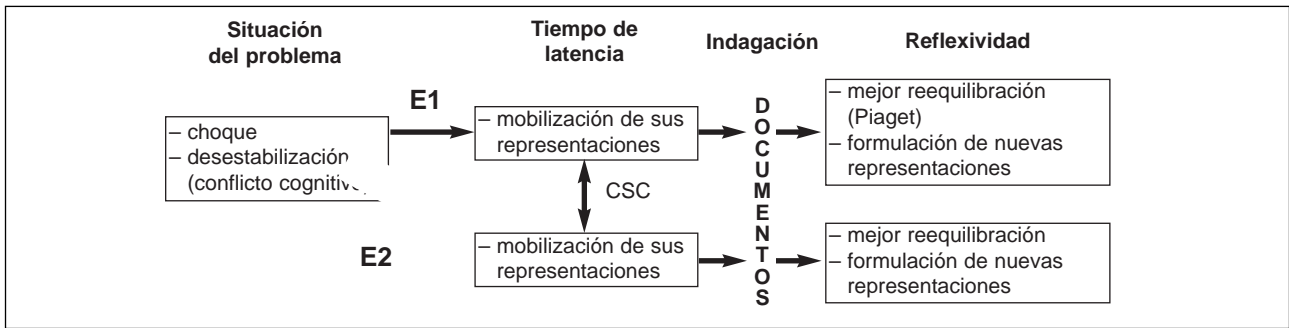 Situación
del problema
Tiempo de
latencia
Indagación
Reflexividad
E1
– choque
– desestabilización
(conflicto
– mobilización de sus
representaciones
CSC
E2
– mobilización de sus
representaciones
DOCUMENTOS
– mejor reequilibración
(Piaget)
– formulación de nuevas
representaciones
– mejor reequilibración
– formulación de nuevas
representaciones